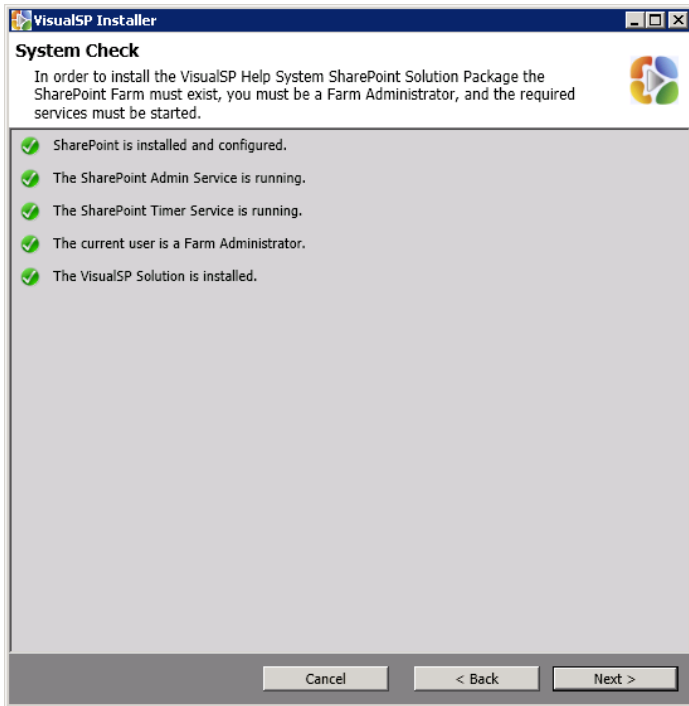 VisualSP Installer
System Check
In order to install the VisualSP Help System SharePoint Solution Package the
SharePoint Farm must exist, you must be a Farm Administrator, and the required
services must be started.
SharePoint is installed and configured.
The SharePoint Admin Service is running.
The SharePoint Timer Service is running.
The current user is a Farm Administrator.
The VisualSP Solution is installed.
Cancel
< Back
Next >